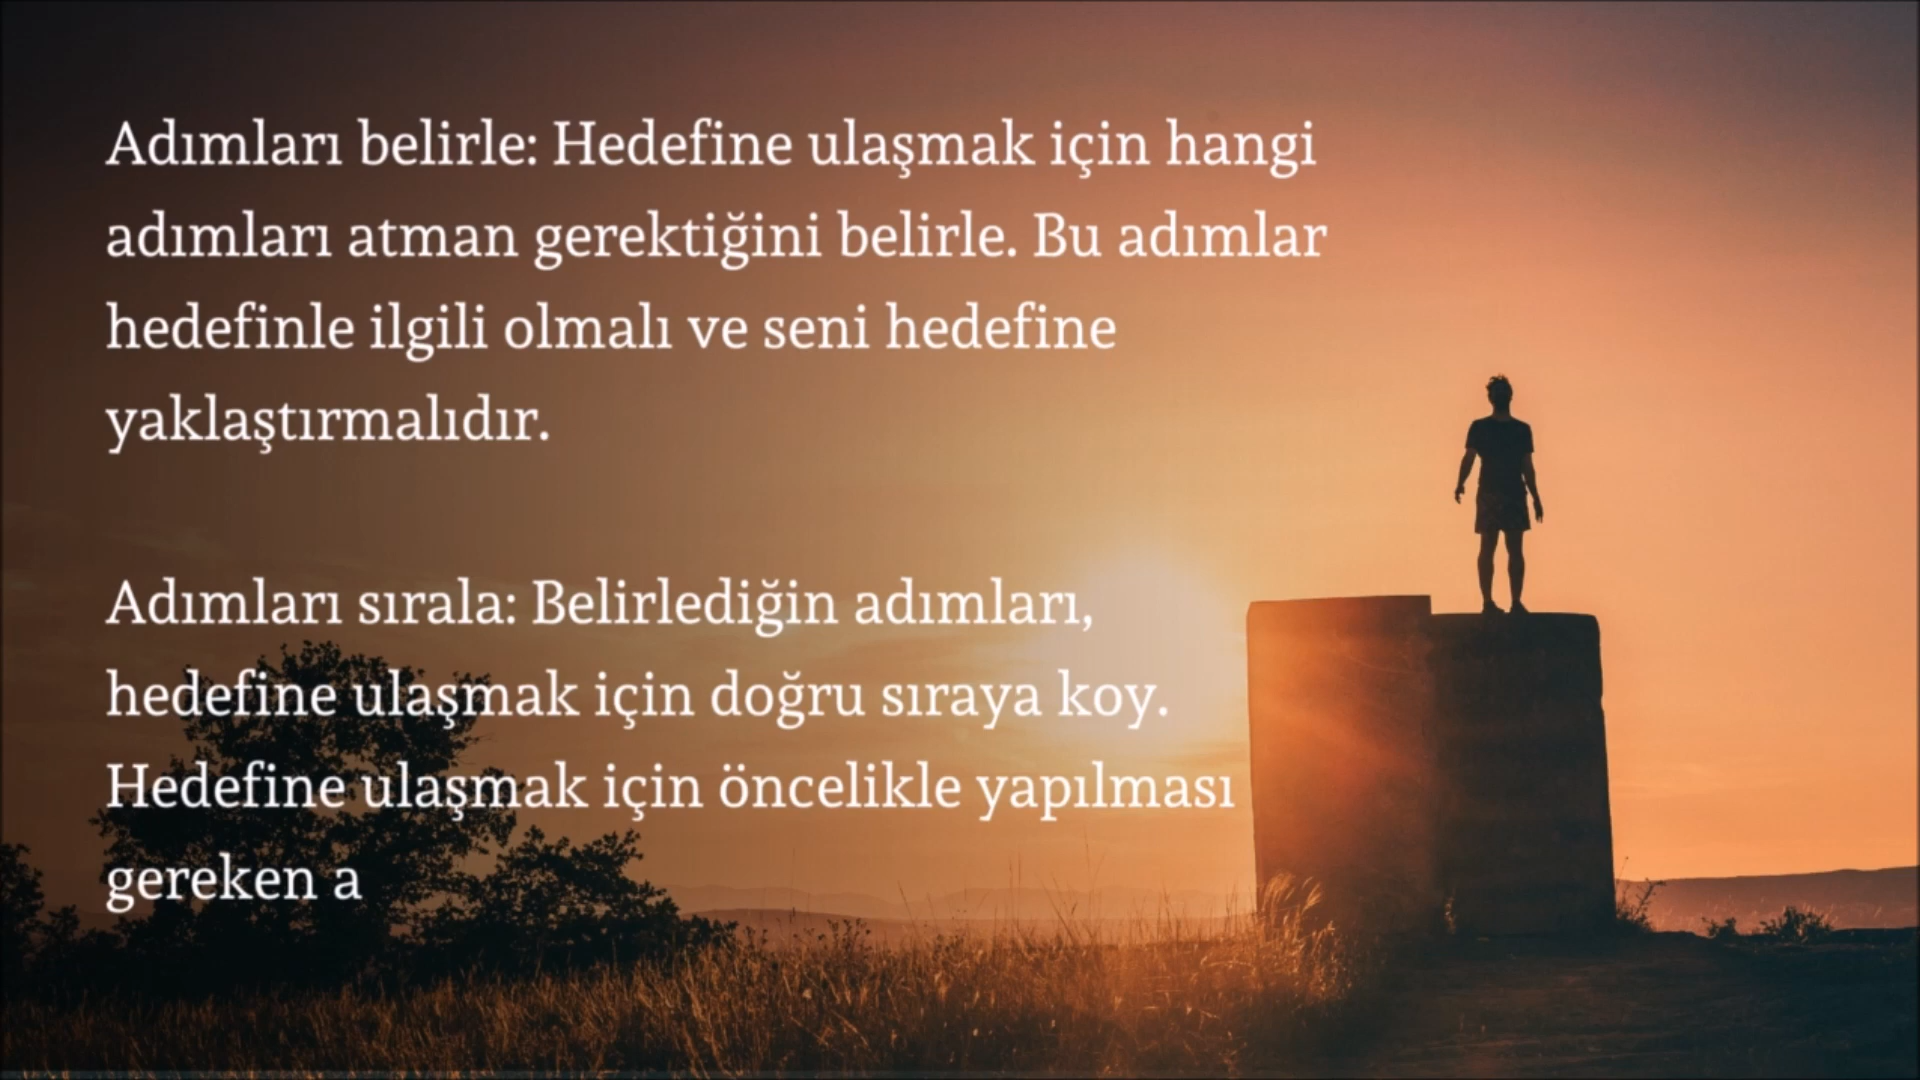 Adımları belirle: Hedefine ulaşmak için hangi
adımları atman gerektiğini belirle. Bu adımlar
hedefinle ilgili olmalı ve seni hedefine
yaklaştırmalıdır.
Adımları sırala: Belirlediğin adımları,
hedefine ulaşmak için doğru sıraya koy.
Hedefine ulaşmak için öncelikle yapılması
gereken a